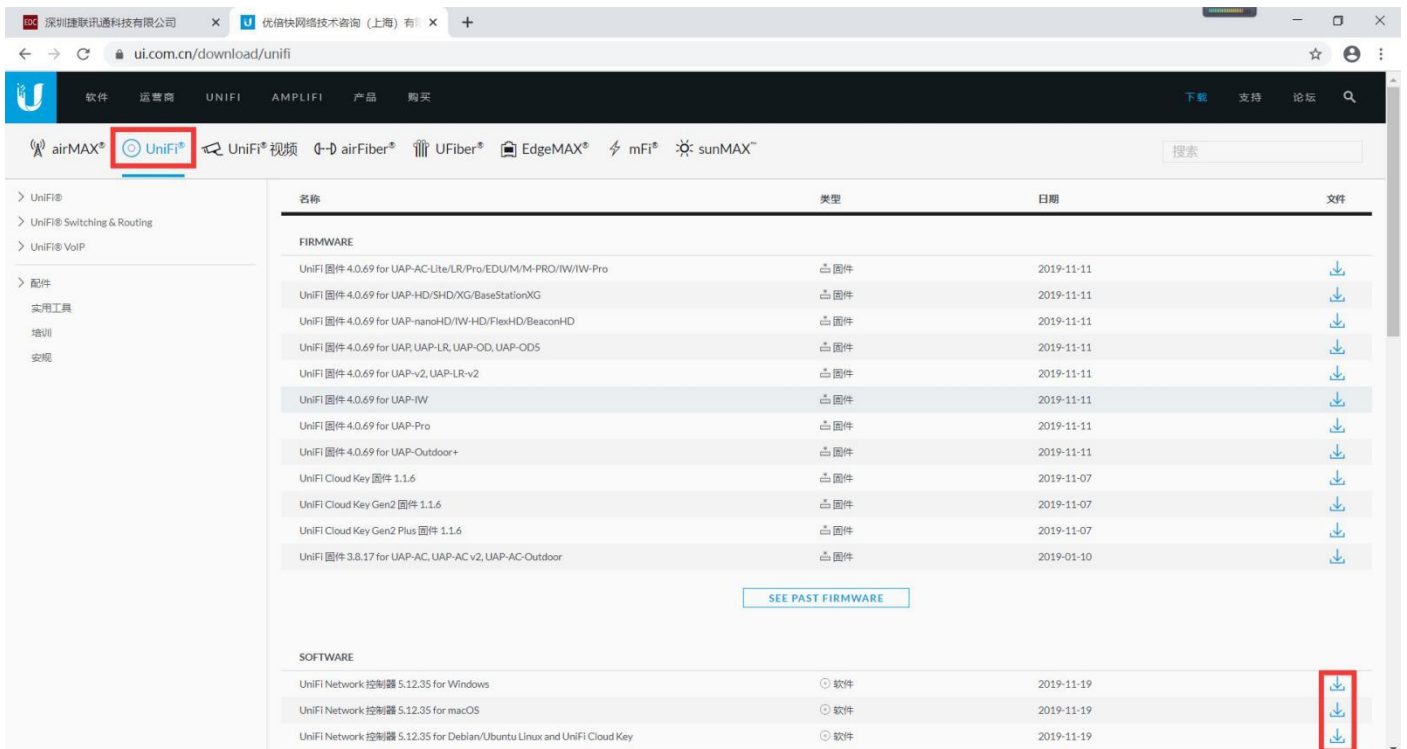 EDC 深圳捷联讯通科技有限公司
优倍快网络技术咨询（上海）有
ui.com.cn/download/unifi
软件 运营商 UNIFI AMPLIFI 产品 购买 下载 支持 论坛
airMAX® UniFi® UniFi®视频 airFiber® UFiber® EdgeMAX® mFi® sunMAX™ 搜索
UniFi®
UniFi® Switching & Routing
UniFi® VoIP
配件
实用工具
培训
安规
名称 类型 日期 文件
FIRMWARE
UniFi 固件 4.0.69 for UAP-AC-Lite/LR/Pro/EDU/M/M-PRO/IW/IW-Pro 固件 2019-11-11
UniFi 固件 4.0.69 for UAP-HD/SHD/XG/BaseStationXG 固件 2019-11-11
UniFi 固件 4.0.69 for UAP-nanoHD/IW-HD/FlexHD/BeaconHD 固件 2019-11-11
UniFi 固件 4.0.69 for UAP, UAP-LR, UAP-OD, UAP-OD5 固件 2019-11-11
UniFi 固件 4.0.69 for UAP-v2, UAP-LR-v2 固件 2019-11-11
UniFi 固件 4.0.69 for UAP-IW 固件 2019-11-11
UniFi 固件 4.0.69 for UAP-Pro 固件 2019-11-11
UniFi 固件 4.0.69 for UAP-Outdoor+ 固件 2019-11-11
UniFi Cloud Key 固件 1.1.6 固件 2019-11-07
UniFi Cloud Key Gen2 固件 1.1.6 固件 2019-11-07
UniFi Cloud Key Gen2 Plus 固件 1.1.6 固件 2019-11-07
UniFi 固件 3.8.17 for UAP-AC, UAP-AC v2, UAP-AC-Outdoor 固件 2019-01-10
SEE PAST FIRMWARE
SOFTWARE
UniFi Network 控制器 5.12.35 for Windows 软件 2019-11-19
UniFi Network 控制器 5.12.35 for macOS 软件 2019-11-19
UniFi Network 控制器 5.12.35 for Debian/Ubuntu Linux and UniFi Cloud Key 软件 2019-11-19